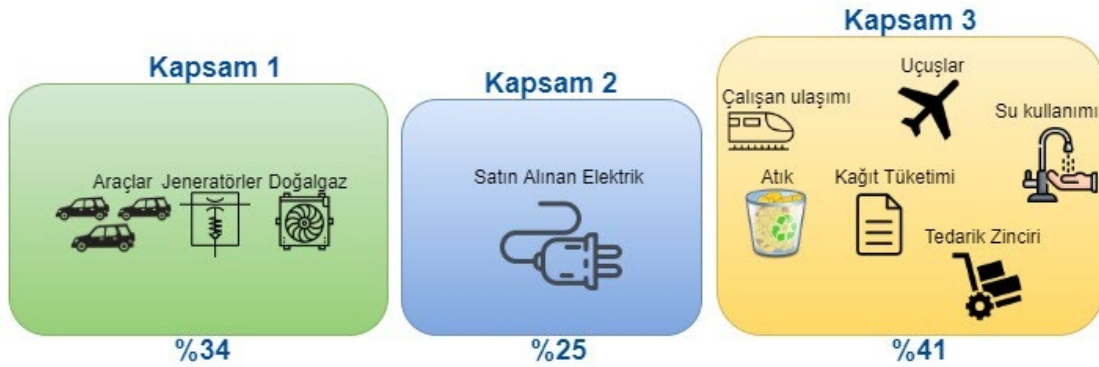 Kapsam 1
Araçlar Jeneratörler Doğalgaz
%34
Kapsam 2
Satın Alınan Elektrik
%25
Kapsam 3
Uçuşlar
Çalışan ulaşımı
Su kullanımı
Atık
Kağıt Tüketimi
Tedarik Zinciri
%41